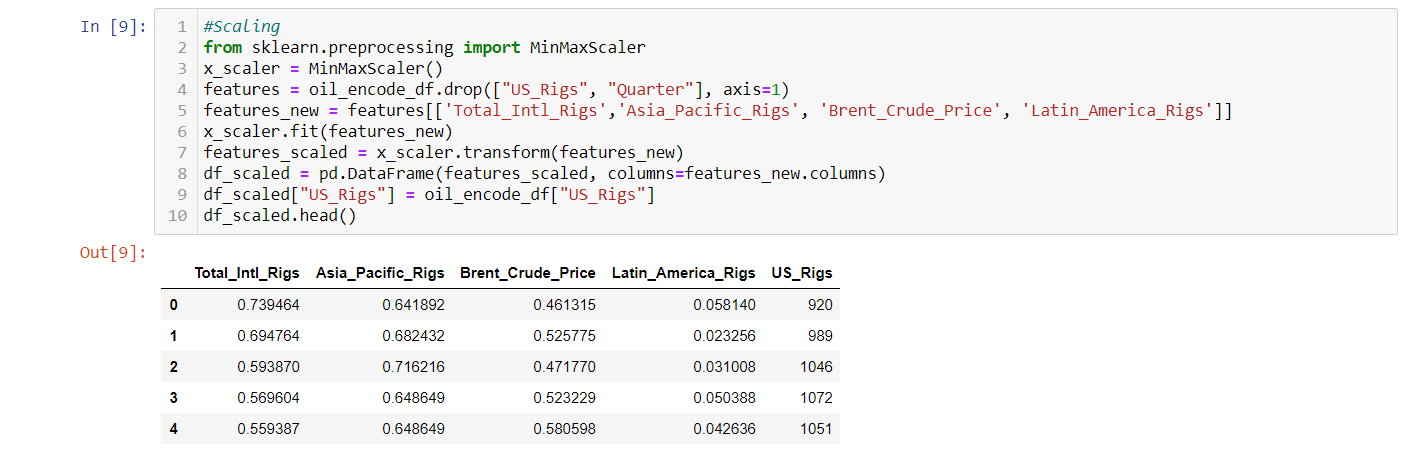 In [9]:
1 #Scaling
2 from sklearn.preprocessing import MinMaxScaler
3 x_scaler = MinMaxScaler()
4 features = oil_encode_df.drop(["US_Rigs", "Quarter"], axis=1)
5 features_new = features[['Total_Intl_Rigs','Asia_Pacific_Rigs', 'Brent_Crude_Price', 'Latin_America_Rigs']]
6 x_scaler.fit(features_new)
7 features_scaled = x_scaler.transform(features_new)
8 df_scaled = pd.DataFrame(features_scaled, columns=features_new.columns)
9 df_scaled["US_Rigs"] = oil_encode_df["US_Rigs"]
10 df_scaled.head()
Out[9]:
Total_Intl_Rigs Asia_Pacific_Rigs Brent_Crude_Price Latin_America_Rigs US_Rigs
0 0.739464 0.641892 0.461315 0.058140 920
1 0.694764 0.682432 0.525775 0.023256 989
2 0.593870 0.716216 0.471770 0.031008 1046
3 0.569604 0.648649 0.523229 0.050388 1072
4 0.559387 0.648649 0.580598 0.042636 1051